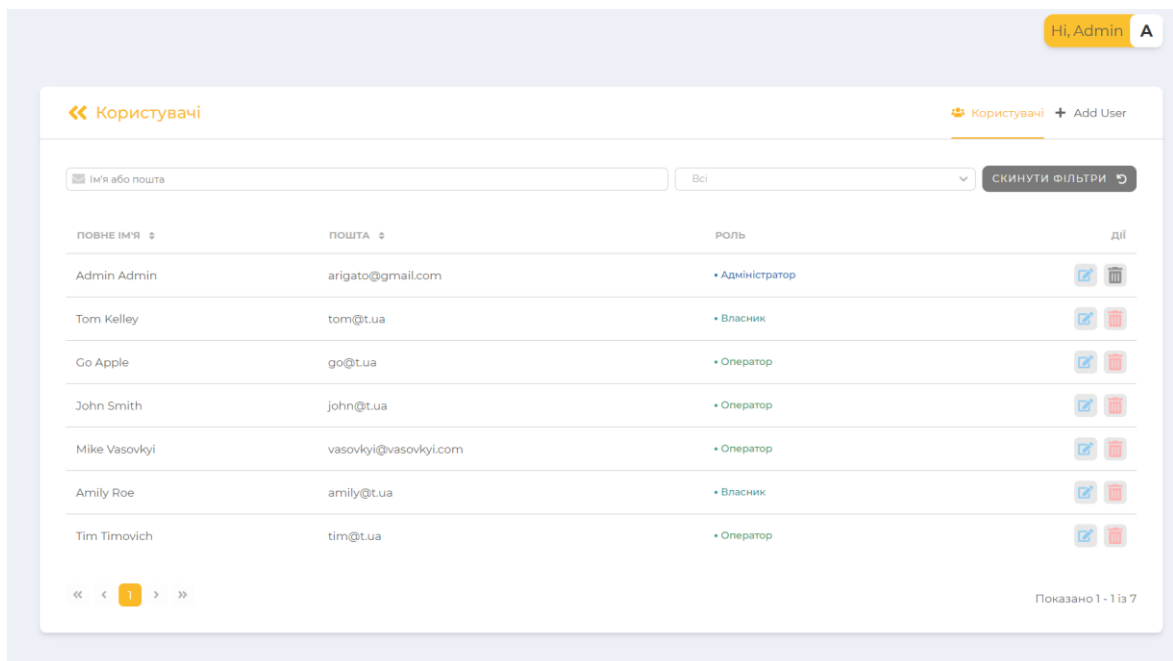 Hi, Admin A
Користувачі
Користувачі + Add User
Ім'я або пошта Всі СКИНУТИ ФІЛЬТРИ
ПОВНЕ ІМ'Я ПОШТА РОЛЬ ДІЇ
Admin Admin arigato@gmail.com • Адміністратор
Tom Kelley tom@t.ua • Власник
Go Apple go@t.ua • Оператор
John Smith john@t.ua • Оператор
Mike Vasovkyi vasovkyi@vasovkyi.com • Оператор
Amily Roe amily@t.ua • Власник
Tim Timovich tim@t.ua • Оператор
« ‹ 1 › » Показано 1 - 1 із 7